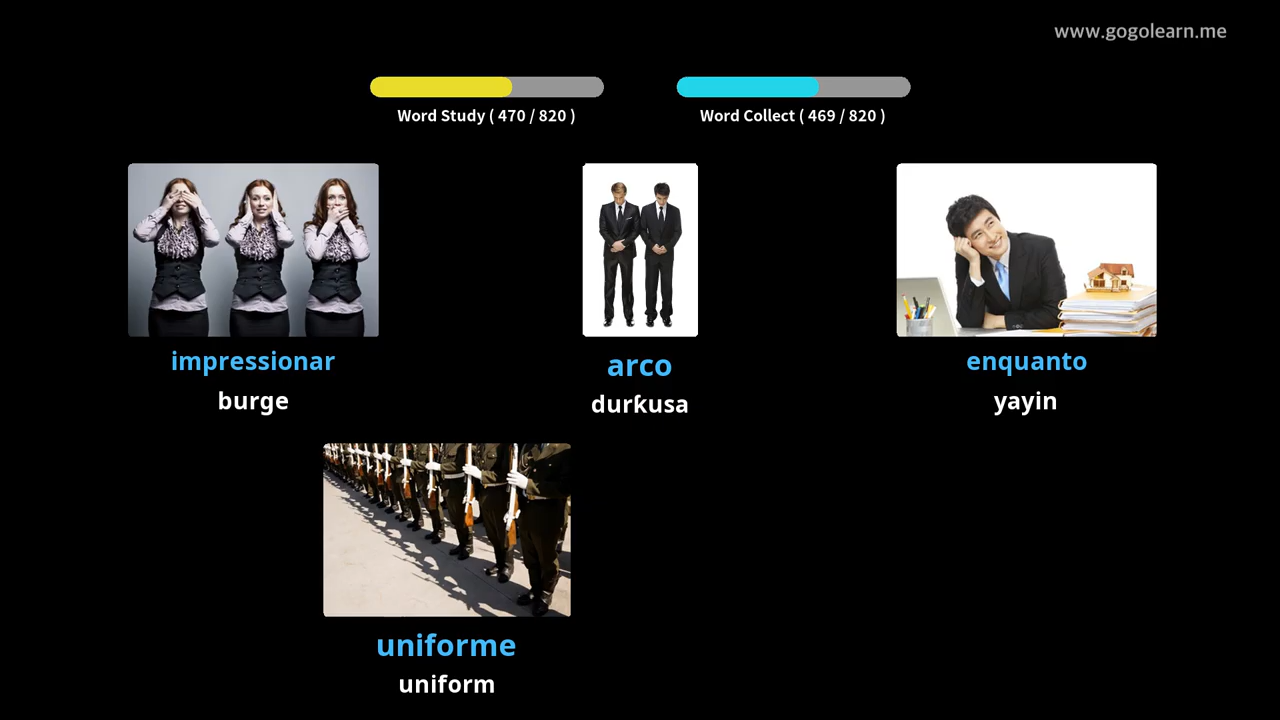 www.gogolearn.me
Word Study ( 470 / 820 )
Word Collect ( 469 / 820 )
impressionar
burge
arco
durƙusa
enquanto
yayin
uniforme
uniform